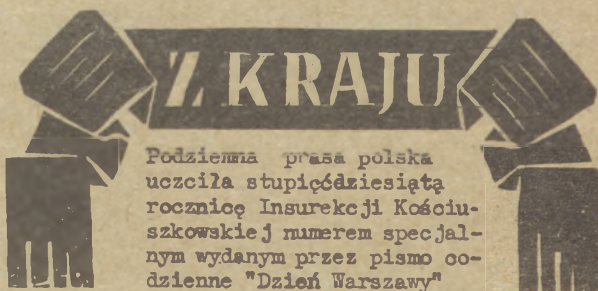 Z KRAJU
Podziemna prasa polska
uczciła stupięćdziesiątą
rocznicę Insurekcji Kościu-
szkowskiej numerem specjal-
nym wydanym przez pismo co-
dzienne "Dzień Warszawy"